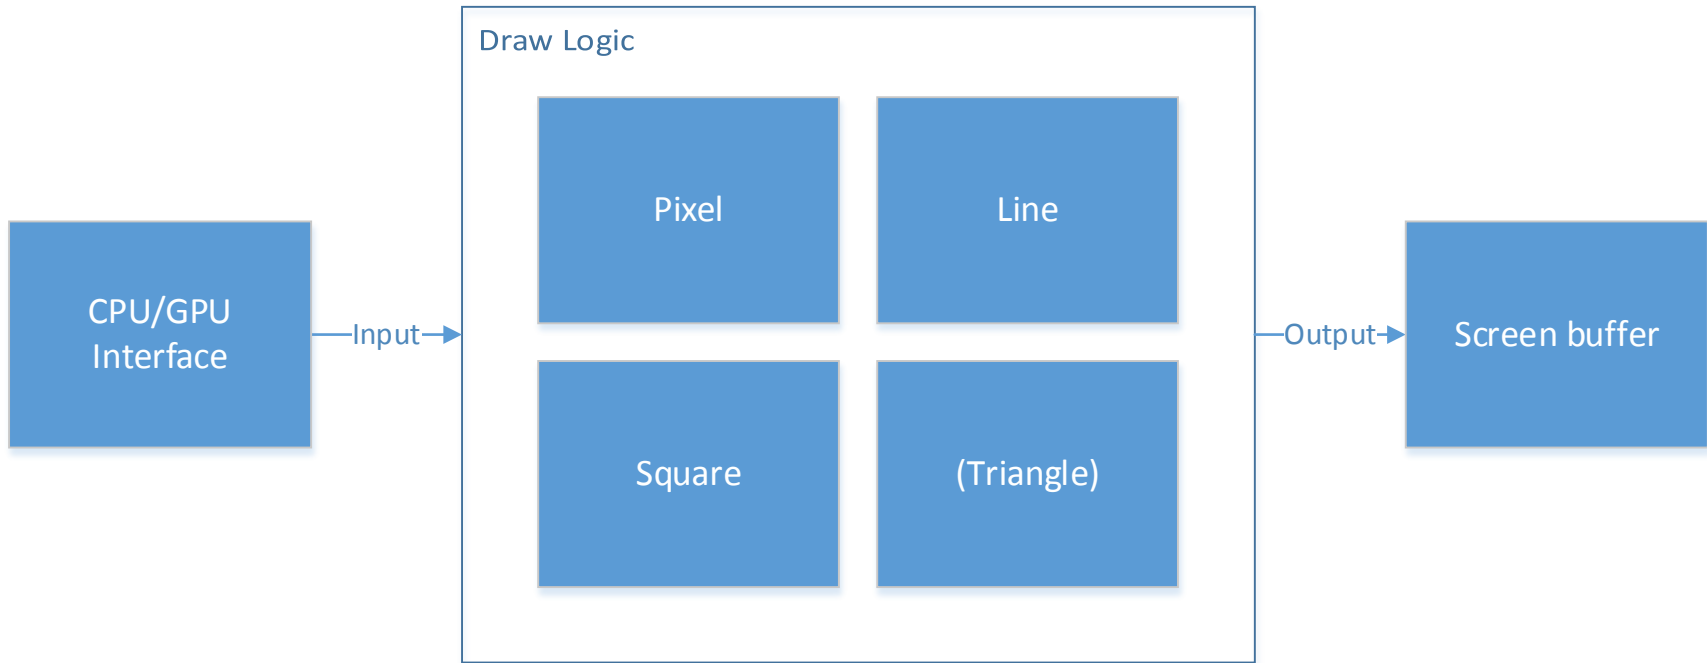 Draw Logic
Pixel
Line
CPU/GPU
Interface
Input
Output
Screen buffer
Square
(Triangle)